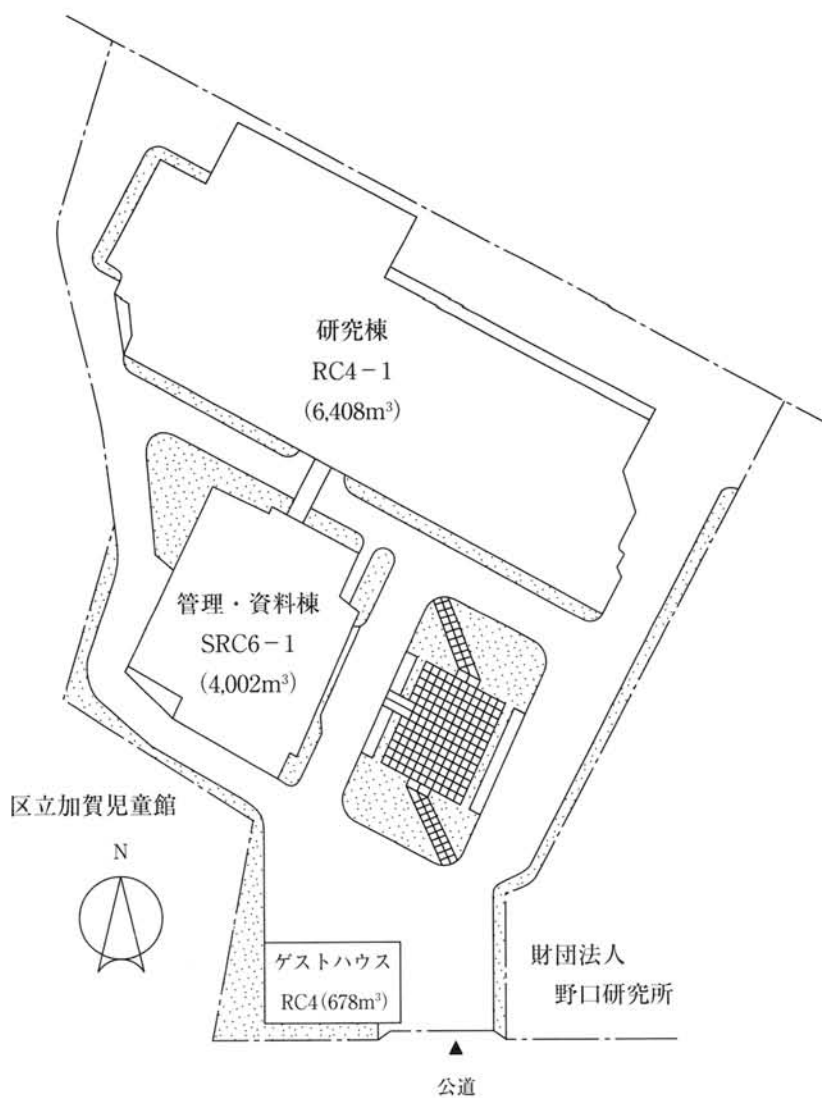 研究棟
RC4－1
(6,408m³)
管理・資料棟
SRC6－1
(4,002m³)
区立加賀児童館
N
ゲストハウス
RC4(678m³)
財団法人
野口研究所
▲
公道